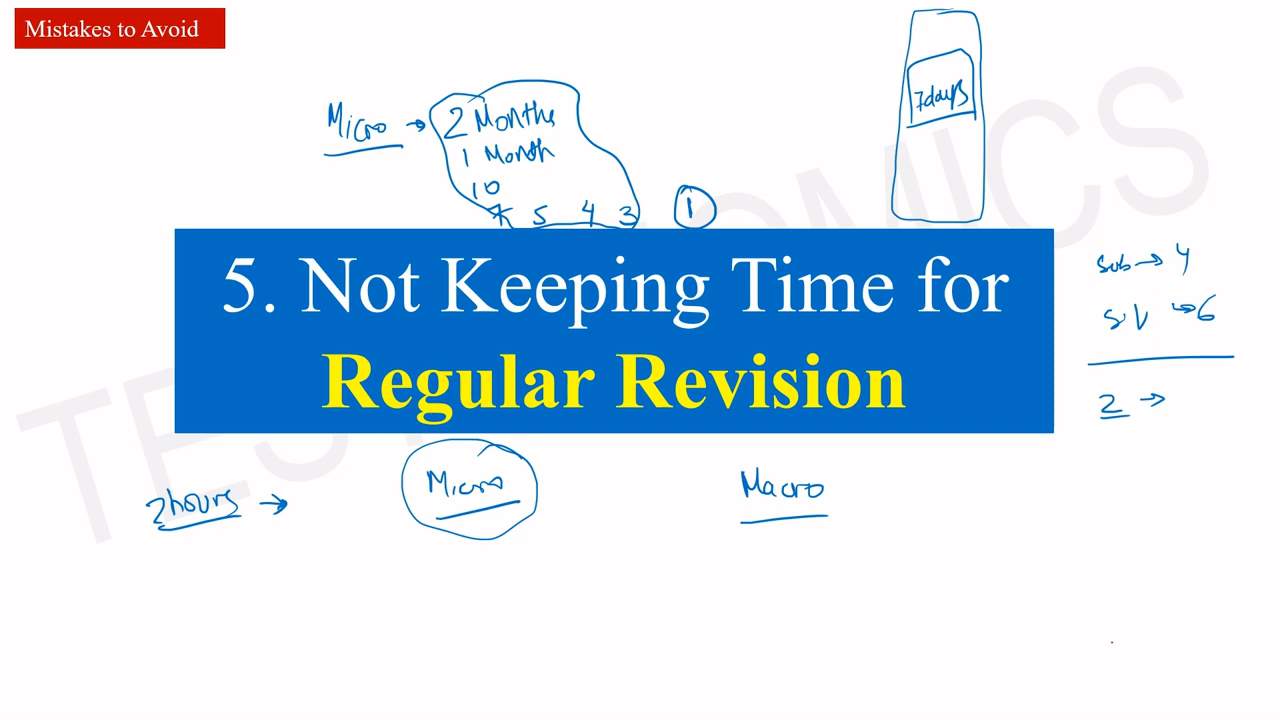 Mistakes to Avoid
7days
Micro → 2 Months
1 Month
10
5 4 3 1
5. Not Keeping Time for
Regular Revision
Sub → 4
→ 6
2 →
2hours → Micro
Macro